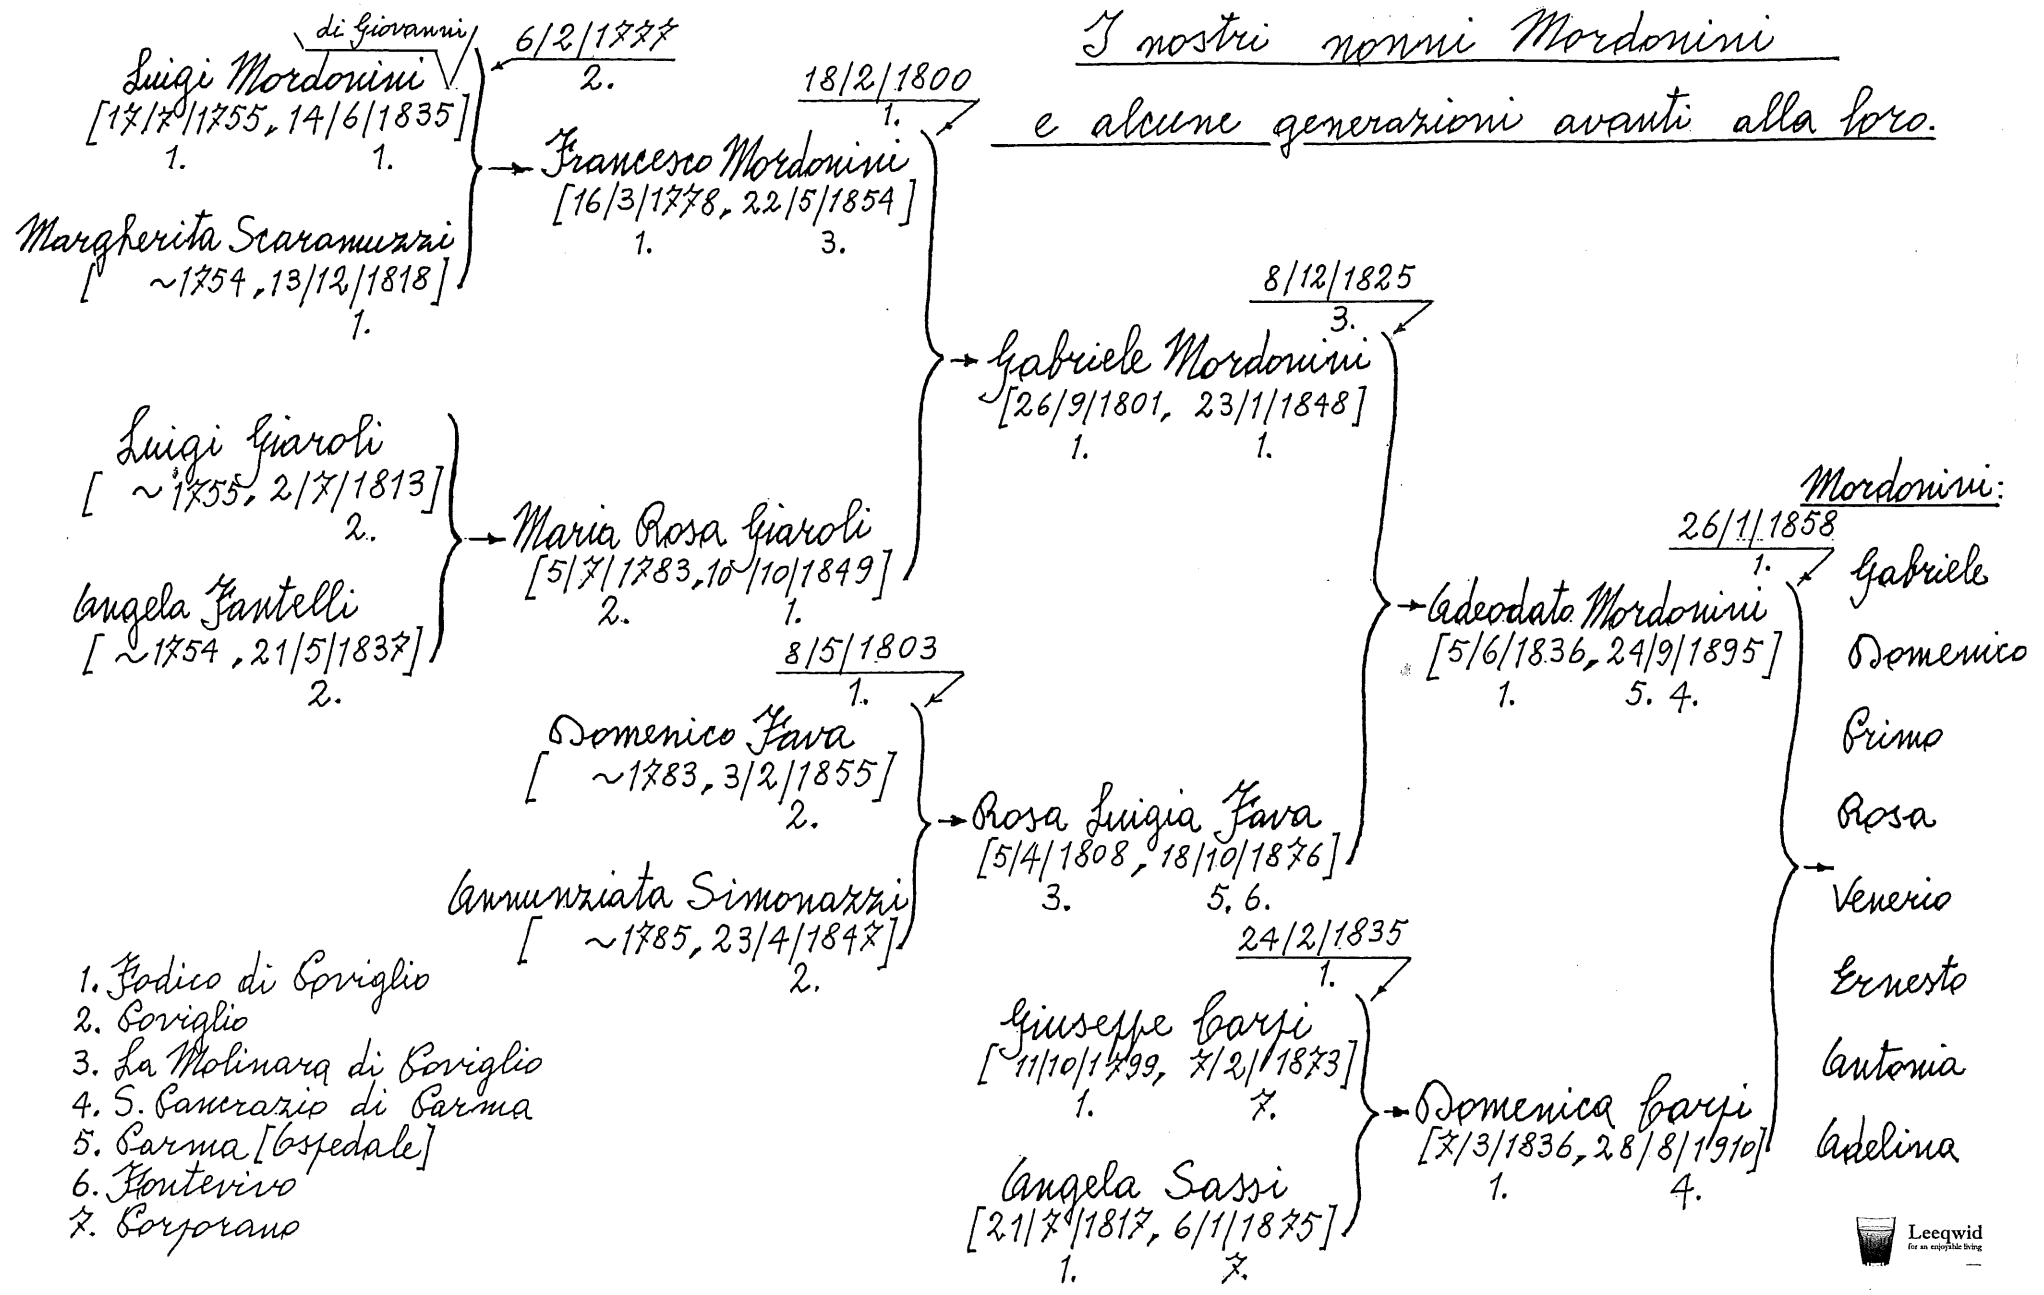 I nostri nonni Mordonini
e alcune generazioni avanti alla loro.
di Giovanni
Luigi Mordonini
[17/7/1755, 14/6/1835]
1. 1.
6/2/1777
2.
Margherita Scaramuzzi
[ ~1754, 13/12/1818]
1.
18/2/1800
1.
Francesco Mordonini
[16/3/1778, 22/5/1854]
1. 3.
Luigi Giaroli
[ ~1755, 2/7/1813]
2.
Angela Fantelli
[ ~1754, 21/5/1837]
2.
Maria Rosa Giaroli
[5/7/1783, 10/10/1849]
2. 1.
8/12/1825
3.
Gabriele Mordonini
[26/9/1801, 23/1/1848]
1. 1.
8/5/1803
1.
Domenico Fava
[ ~1783, 3/2/1855]
2.
Annunziata Simonazzi
[ ~1785, 23/4/1847]
2.
Rosa Luigia Fava
[5/4/1808, 18/10/1876]
3. 5. 6.
26/1/1858
1.
Adeodato Mordonini
[5/6/1836, 24/9/1895]
1. 5. 4.
24/2/1835
1.
Giuseppe Carpi
[11/10/1799, 7/2/1873]
1. 7.
Angela Sassi
[21/7/1817, 6/1/1875]
1. 7.
Domenica Carpi
[7/3/1836, 28/8/1910]
1. 4.
Mordonini:
Gabriele
Domenico
Primo
Rosa
Venerio
Ernesto
Antonia
Adelina
1. Fodico di Poviglio
2. Poviglio
3. La Molinara di Poviglio
4. S. Pancrazio di Parma
5. Parma [Ospedale]
6. Fontevivo
7. Porporano
Leeqwid
for an enjoyable living